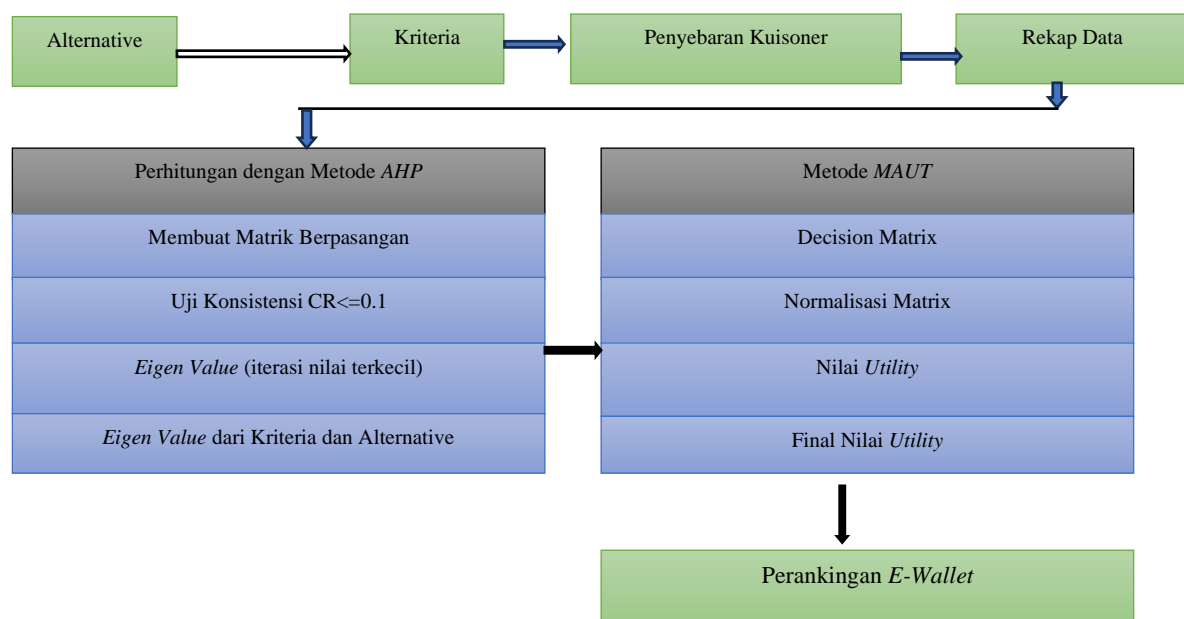 Alternative
Kriteria
Penyebaran Kuisoner
Rekap Data
Perhitungan dengan Metode AHP
Membuat Matrik Berpasangan
Uji Konsistensi CR<=0.1
Eigen Value (iterasi nilai terkecil)
Eigen Value dari Kriteria dan Alternative
Metode MAUT
Decision Matrix
Normalisasi Matrix
Nilai Utility
Final Nilai Utility
Perankingan E-Wallet